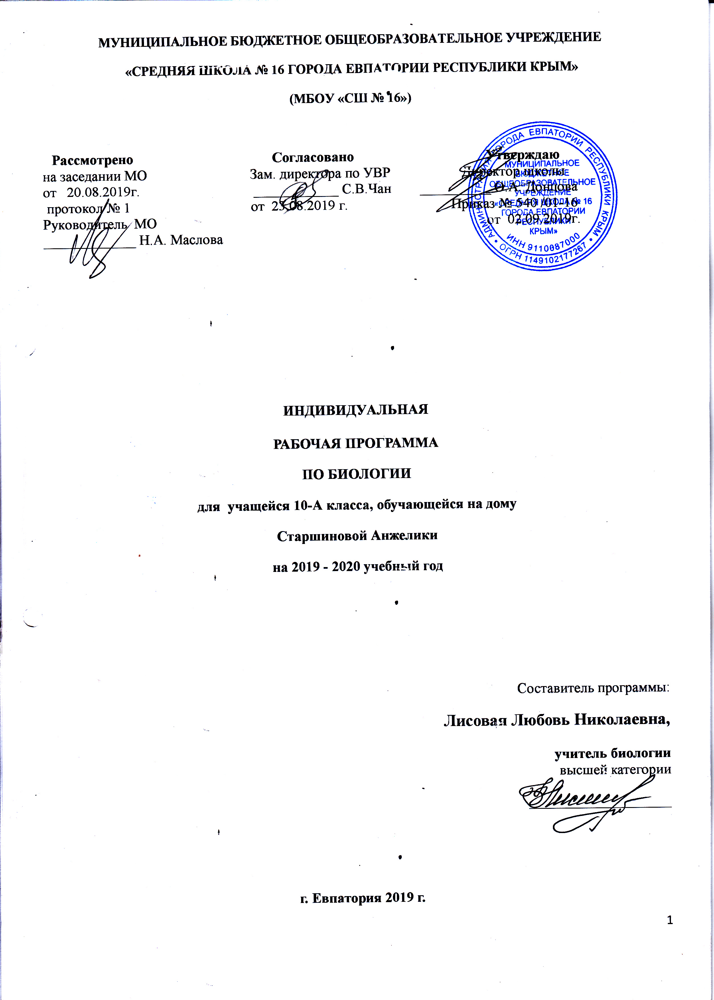 МУНИЦИПАЛЬНОЕ БЮДЖЕТНОЕ ОБЩЕОБРАЗОВАТЕЛЬНОЕ УЧРЕЖДЕНИЕ
«СРЕДНЯЯ ШКОЛА № 16 ГОРОДА ЕВПАТОРИИ РЕСПУБЛИКИ КРЫМ»
(МБОУ «СШ № 16»)
Рассмотрено
на заседании МО
от 20.08.2019г.
протокол № 1
Руководитель МО
Н.А. Маслова
Согласовано
Зам. директора по УВР
С.В.Чан
от 23.08.2019 г.
Утверждаю
Директор школы
О.А. Донцова
Приказ № 540 /01-16
от 02.09.2019г.
АДМИНИСТРАЦИЯ ГОРОДА ЕВПАТОРИИ РЕСПУБЛИКИ КРЫМ
ОГРН 1149102177267
МУНИЦИПАЛЬНОЕ
БЮДЖЕТНОЕ
ОБЩЕОБРАЗОВАТЕЛЬНОЕ
УЧРЕЖДЕНИЕ
«СРЕДНЯЯ ШКОЛА № 16
ГОРОДА ЕВПАТОРИИ
РЕСПУБЛИКИ
КРЫМ»
ИНН 9110087000
ИНДИВИДУАЛЬНАЯ
РАБОЧАЯ ПРОГРАММА
ПО БИОЛОГИИ
для учащейся 10-А класса, обучающейся на дому
Старшиновой Анжелики
на 2019 - 2020 учебный год
Составитель программы:
Лисовая Любовь Николаевна,
учитель биологии
высшей категории
г. Евпатория 2019 г.
1